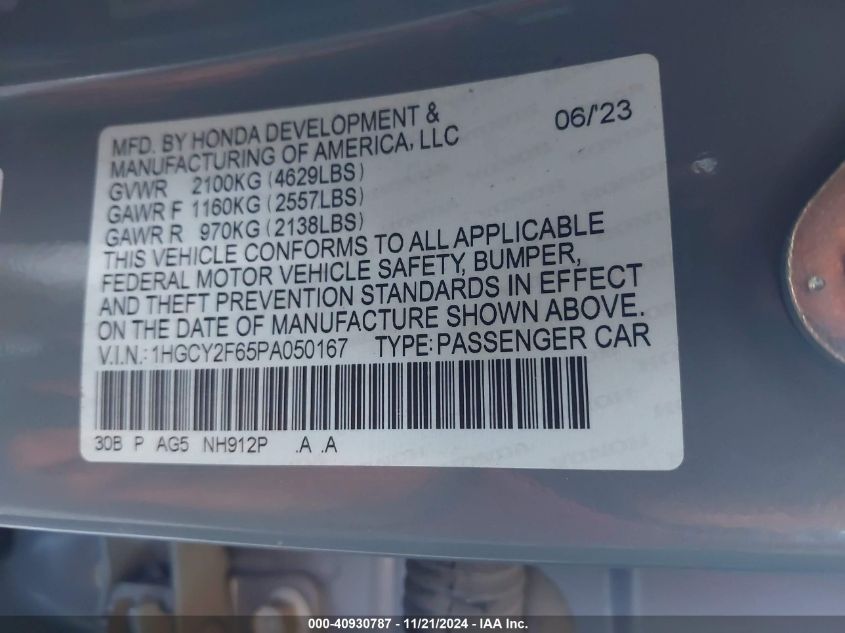 MFD. BY HONDA DEVELOPMENT & 06/'23
MANUFACTURING OF AMERICA, LLC
GVWR 2100KG (4629LBS)
GAWR F 1160KG (2557LBS)
GAWR R 970KG (2138LBS)
THIS VEHICLE CONFORMS TO ALL APPLICABLE
FEDERAL MOTOR VEHICLE SAFETY, BUMPER,
AND THEFT PREVENTION STANDARDS IN EFFECT
ON THE DATE OF MANUFACTURE SHOWN ABOVE.
V.I.N.: 1HGCY2F65PA050167 TYPE: PASSENGER CAR
30B P AG5 NH912P .A .A
000-40930787 - 11/21/2024 - IAA Inc.